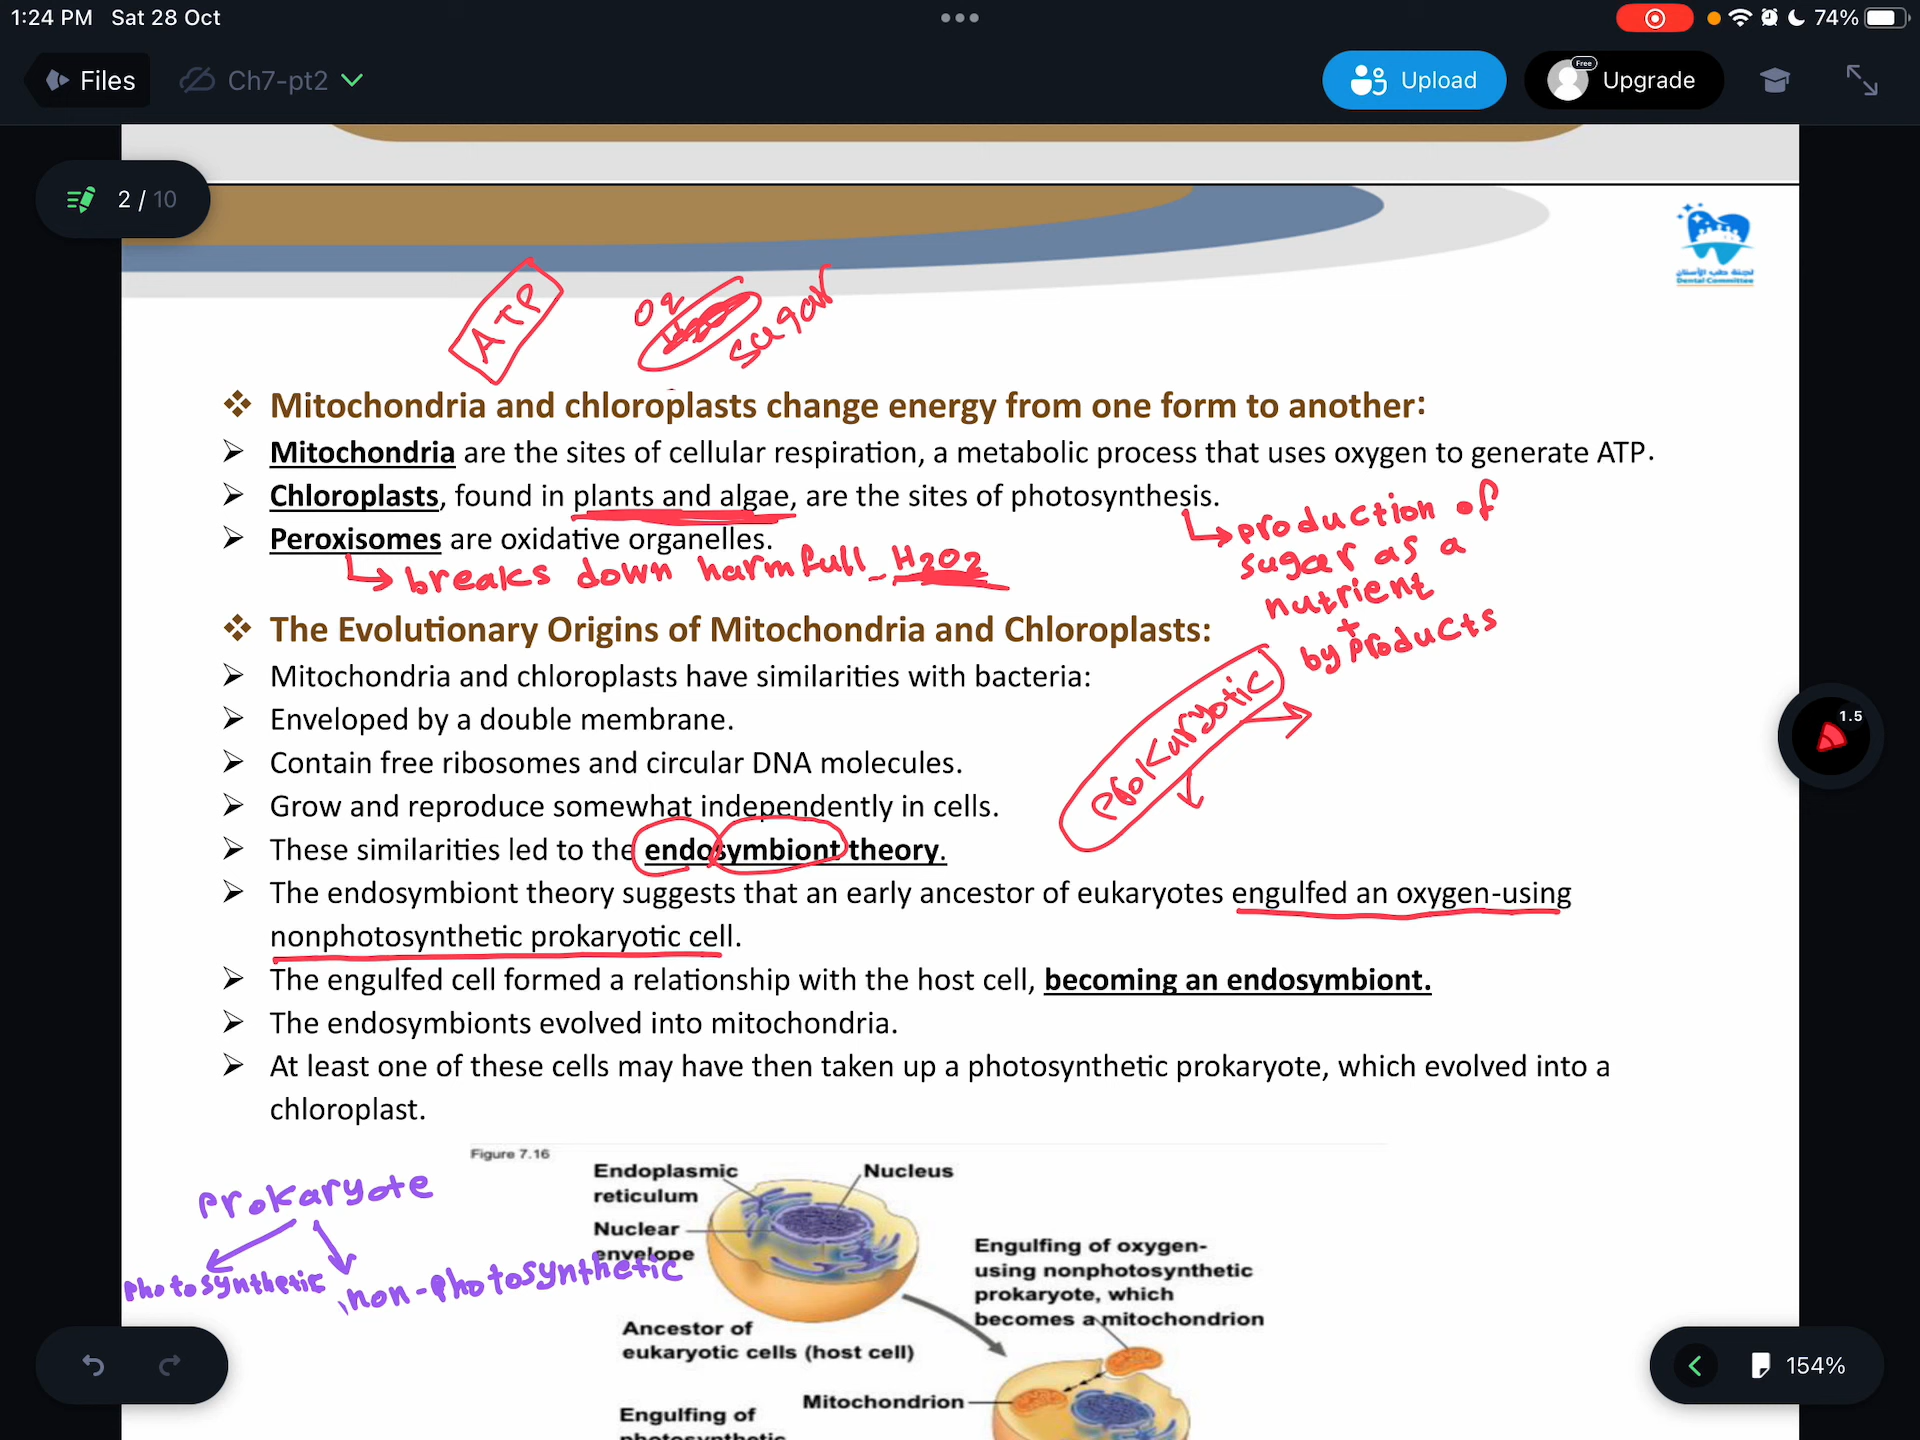 1:24 PM Sat 28 Oct
74%
Files
Ch7-pt2
Upload
Free
Upgrade
2 / 10
لجنة طب الأسنان
Dental Committee
ATP
O2
sugar
Mitochondria and chloroplasts change energy from one form to another:
Mitochondria are the sites of cellular respiration, a metabolic process that uses oxygen to generate ATP.
Chloroplasts, found in plants and algae, are the sites of photosynthesis.
production of
sugar as a
nutrient
+
by products
Peroxisomes are oxidative organelles.
breaks down harmfull H2O2
The Evolutionary Origins of Mitochondria and Chloroplasts:
Mitochondria and chloroplasts have similarities with bacteria:
Enveloped by a double membrane.
Prokaryotic
1.5
Contain free ribosomes and circular DNA molecules.
Grow and reproduce somewhat independently in cells.
These similarities led to the endosymbiont theory.
The endosymbiont theory suggests that an early ancestor of eukaryotes engulfed an oxygen-using
nonphotosynthetic prokaryotic cell.
The engulfed cell formed a relationship with the host cell, becoming an endosymbiont.
The endosymbionts evolved into mitochondria.
At least one of these cells may have then taken up a photosynthetic prokaryote, which evolved into a
chloroplast.
Figure 7.16
Prokaryote
Photosynthetic
non-photosynthetic
Endoplasmic
reticulum
Nucleus
Nuclear
envelope
Engulfing of oxygen-
using nonphotosynthetic
prokaryote, which
becomes a mitochondrion
Ancestor of
eukaryotic cells (host cell)
Mitochondrion
Engulfing of
photosynthetic
154%